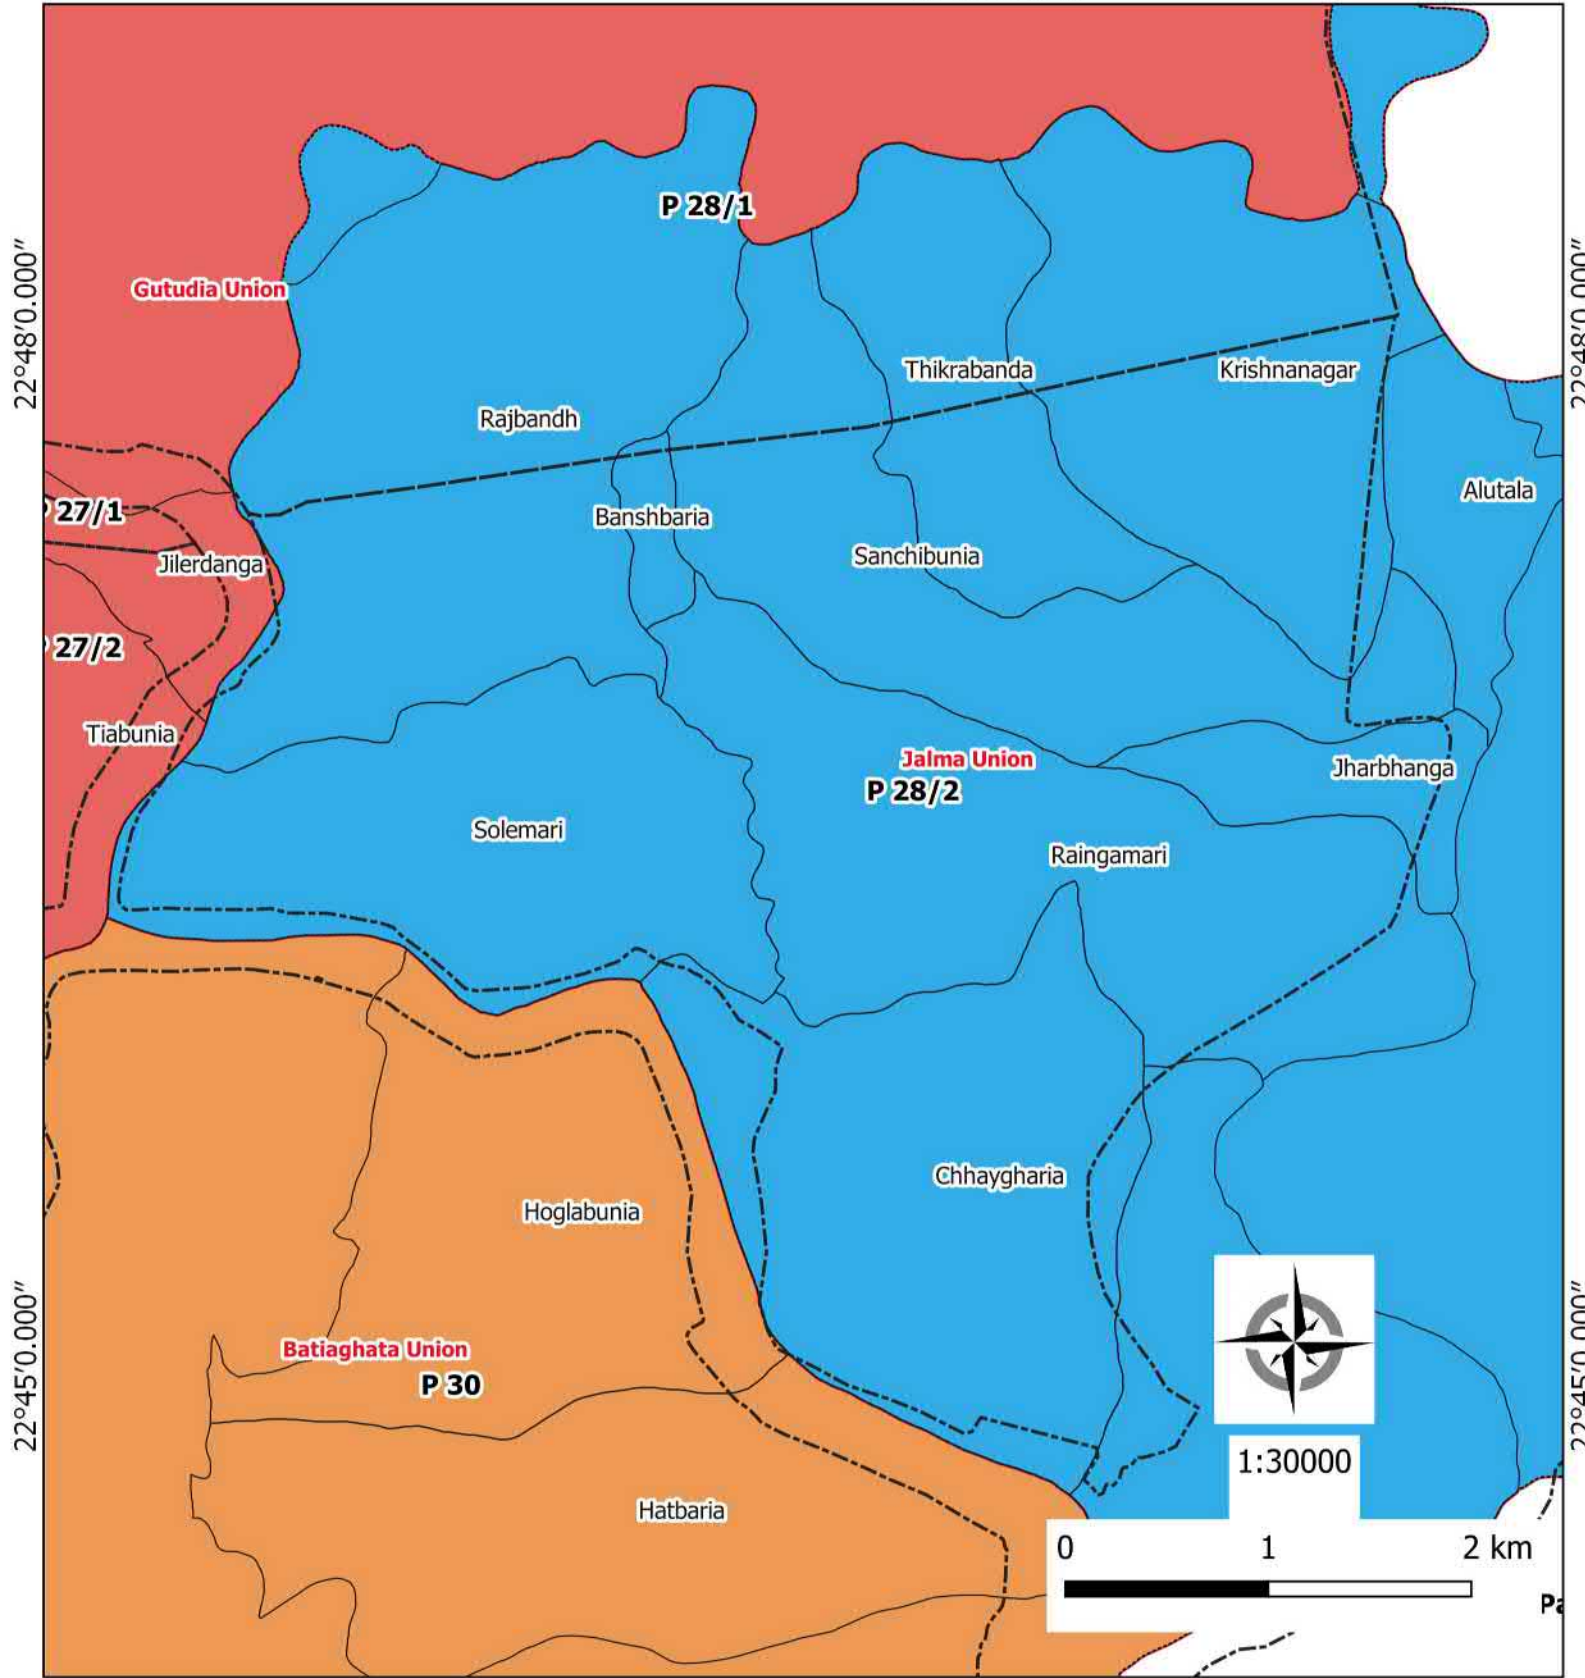 P 28/1
22°48'0.000"
22°48'0.000"
Gutudia Union
Thikrabanda
Krishnanagar
Rajbandh
Alutala
27/1
Banshbaria
Sanchibunia
Jilerdanga
27/2
Tiabunia
Jalma Union
Jharbhanga
P 28/2
Solemari
Raingamari
Chhaygharia
Hoglabunia
22°45'0.000"
22°45'0.000"
Batiaghata Union
P 30
1:30000
Hatbaria
0 1 2 km